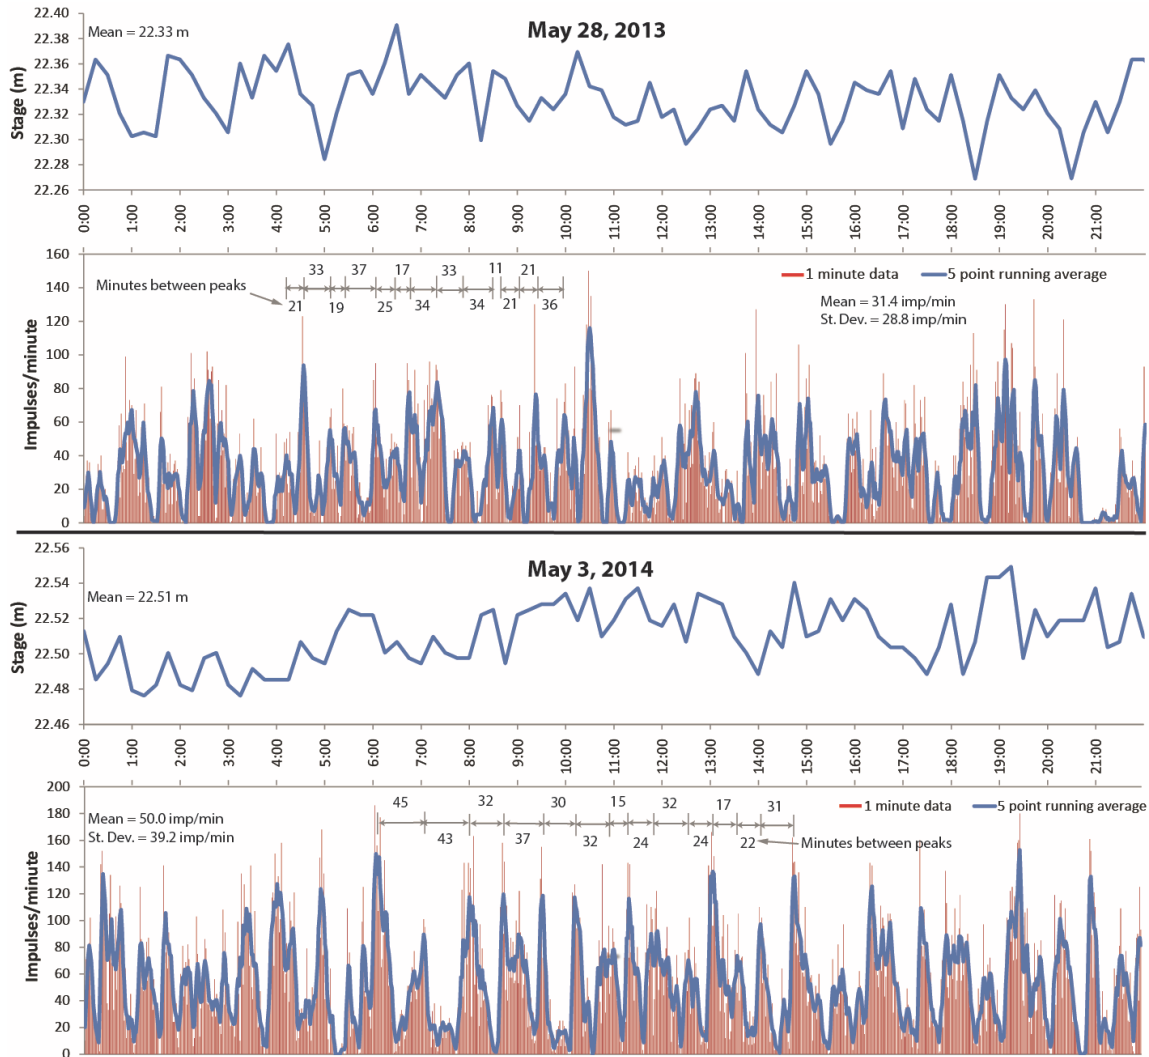 May 28, 2013
Mean = 22.33 m
Stage (m)
22.40
22.38
22.36
22.34
22.32
22.30
22.28
22.26
0:00 1:00 2:00 3:00 4:00 5:00 6:00 7:00 8:00 9:00 10:00 11:00 12:00 13:00 14:00 15:00 16:00 17:00 18:00 19:00 20:00 21:00
Impulses/minute
160
140
120
100
80
60
40
20
0
33 37 17 33 11 21
Minutes between peaks
21 19 25 34 34 21 36
1 minute data 5 point running average
Mean = 31.4 imp/min
St. Dev. = 28.8 imp/min
May 3, 2014
Mean = 22.51 m
Stage (m)
22.56
22.54
22.52
22.50
22.48
22.46
0:00 1:00 2:00 3:00 4:00 5:00 6:00 7:00 8:00 9:00 10:00 11:00 12:00 13:00 14:00 15:00 16:00 17:00 18:00 19:00 20:00 21:00
Impulses/minute
200
180
160
140
120
100
80
60
40
20
0
Mean = 50.0 imp/min
St. Dev. = 39.2 imp/min
45 32 30 15 32 17 31
43 37 32 24 24 22
Minutes between peaks
1 minute data 5 point running average